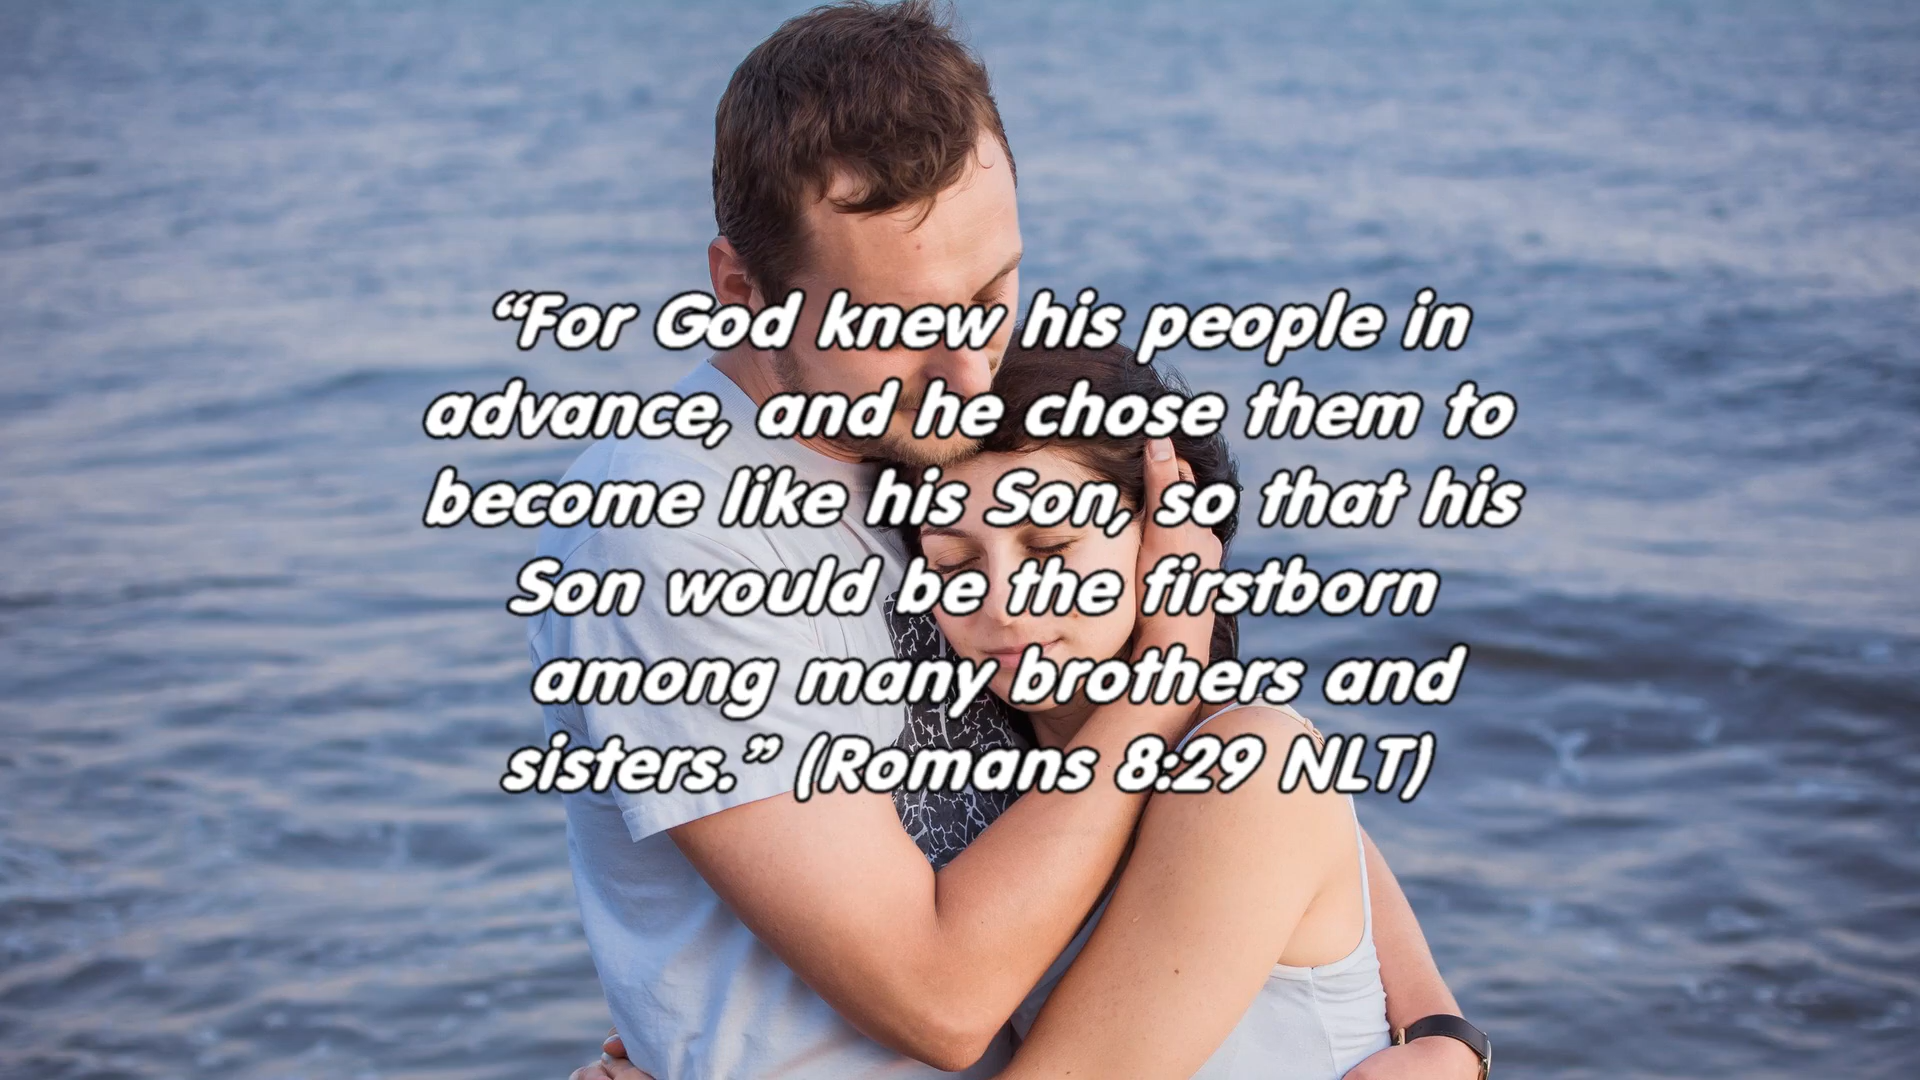 “For God knew his people in
advance, and he chose them to
become like his Son, so that his
Son would be the firstborn
among many brothers and
sisters.” (Romans 8:29 NLT)